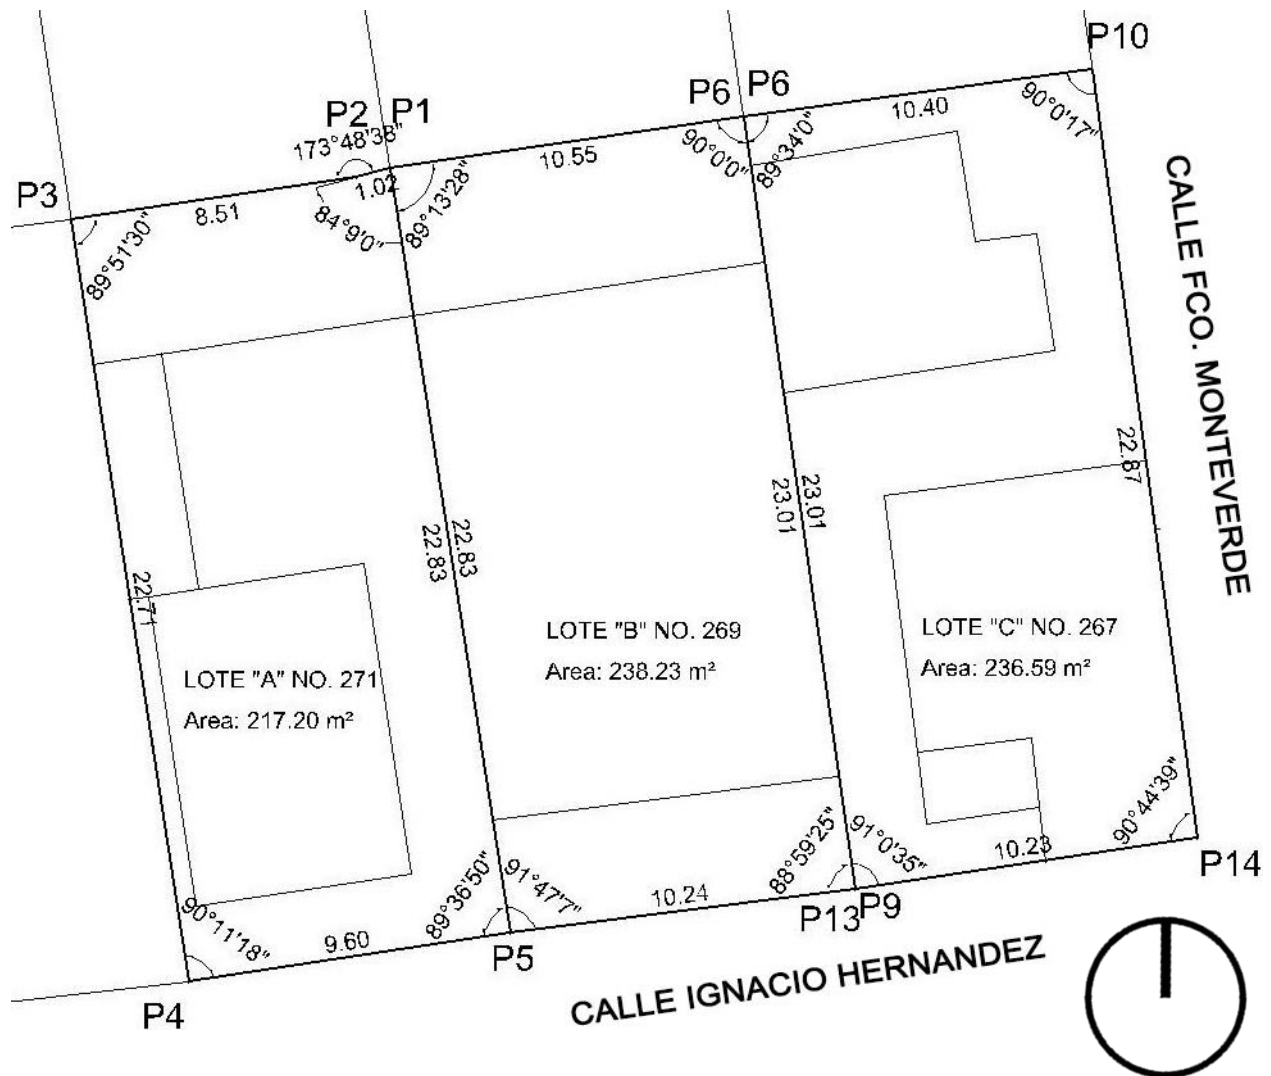 P10
P6 P6
10.40
90°0'17"
P2 P1
173°48'38"
10.55
90°0'0"
89°34'0"
P3
8.51
1.02
84°9'0"
89°13'28"
89°51'30"
CALLE FCO. MONTEVERDE
22.87
23.01
23.01
22.83
22.83
22.71
LOTE "B" NO. 269
Area: 238.23 m²
LOTE "C" NO. 267
Area: 236.59 m²
LOTE "A" NO. 271
Area: 217.20 m²
90°44'39"
88°59'25"
91°0'35"
10.23
P14
89°36'50"
91°47'7"
10.24
P13 P9
90°11'18"
9.60
P5
P4
CALLE IGNACIO HERNANDEZ